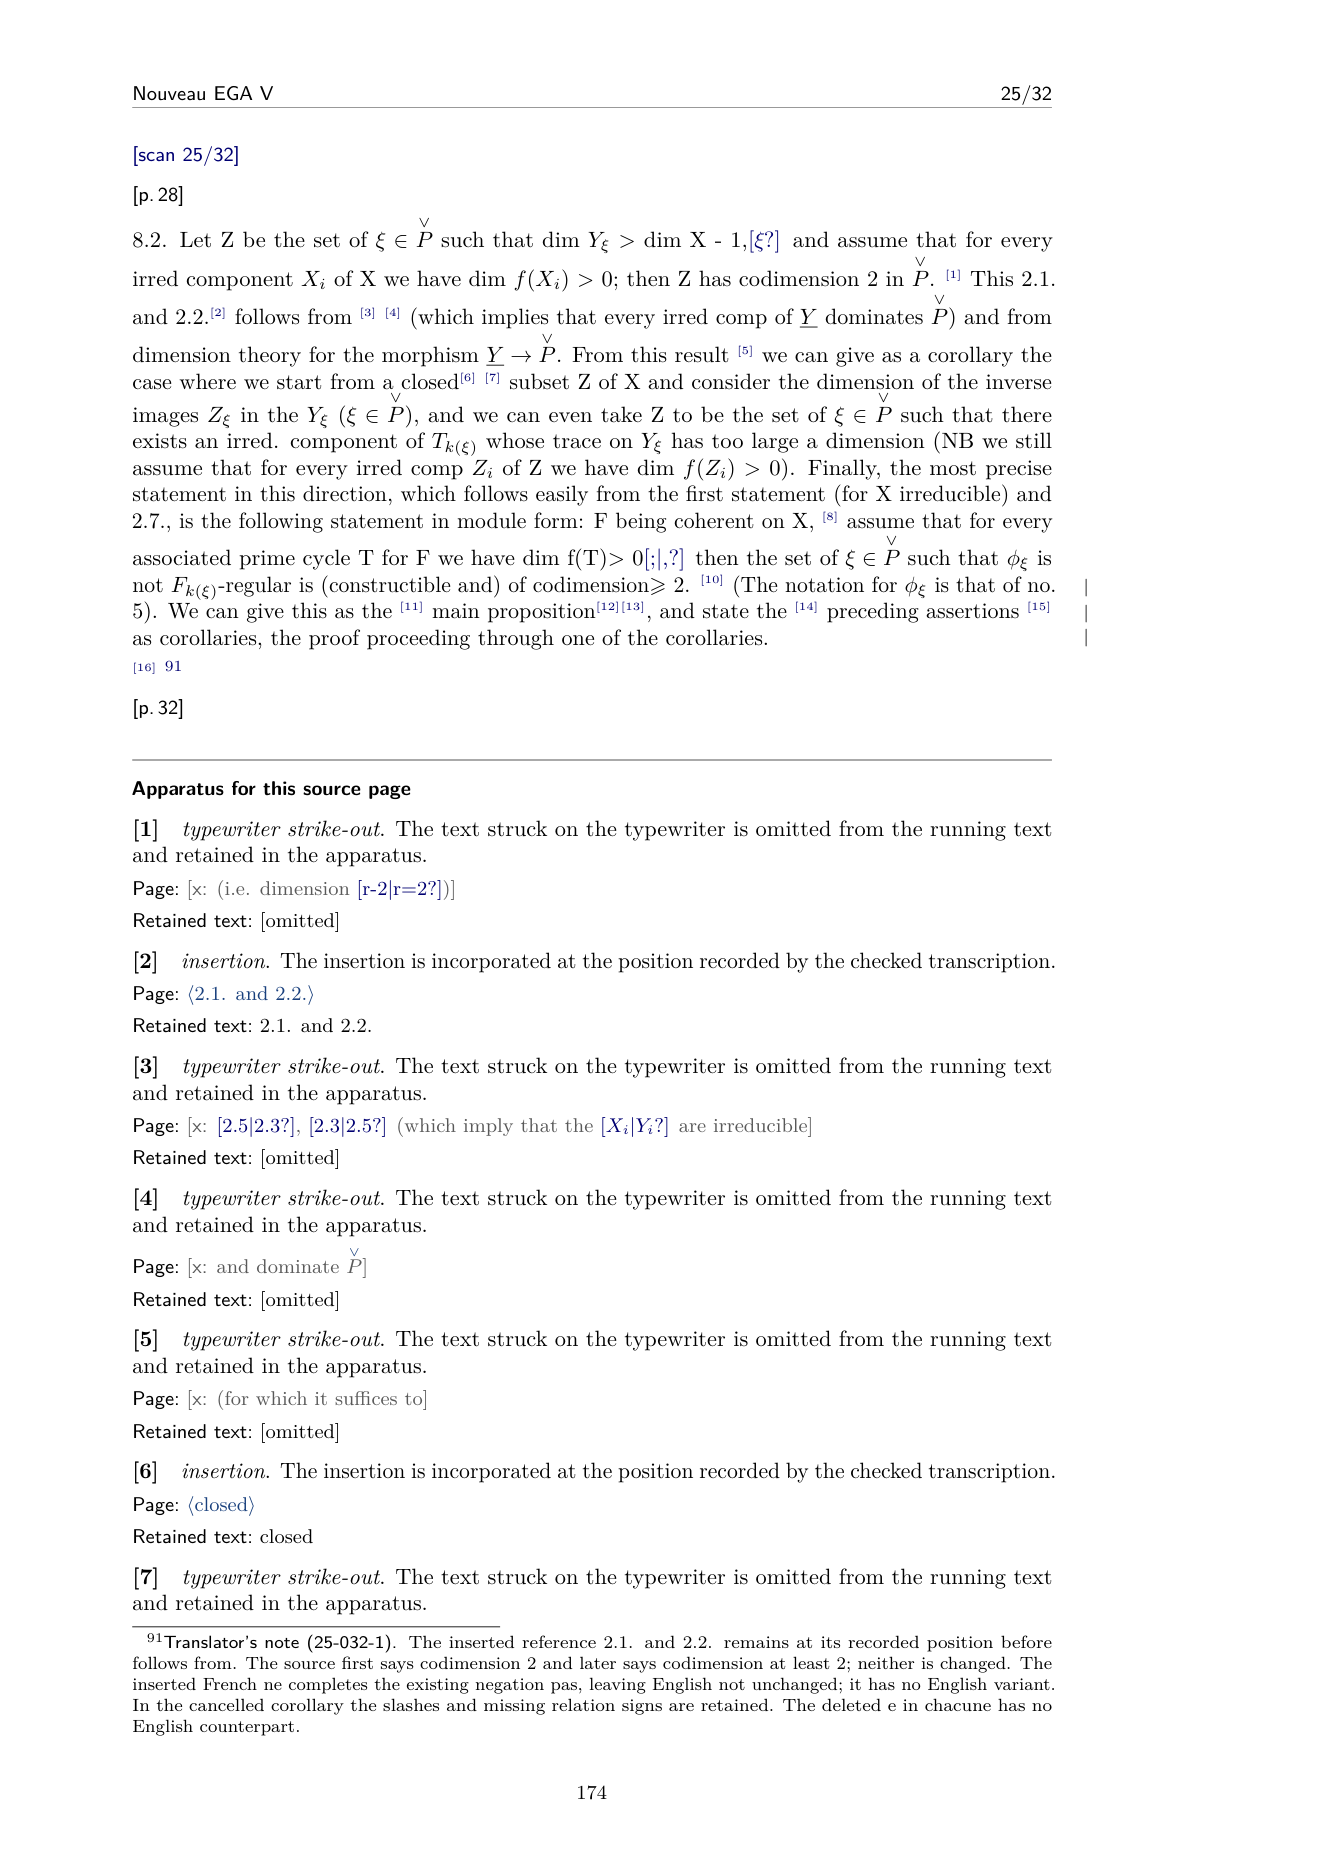 Nouveau EGA V 25/32
[scan 25/32]
[p. 28]
8.2. Let Z be the set of ξ ∈ P̌ such that dim Y_ξ > dim X - 1,[ξ?] and assume that for every
irred component X_i of X we have dim f(X_i) > 0; then Z has codimension 2 in P̌. [1] This 2.1.
and 2.2.[2] follows from [3] [4] (which implies that every irred comp of Y dominates P̌) and from
dimension theory for the morphism Y → P̌. From this result [5] we can give as a corollary the
case where we start from a closed[6] [7] subset Z of X and consider the dimension of the inverse
images Z_ξ in the Y_ξ (ξ ∈ P̌), and we can even take Z to be the set of ξ ∈ P̌ such that there
exists an irred. component of T_k(ξ) whose trace on Y_ξ has too large a dimension (NB we still
assume that for every irred comp Z_i of Z we have dim f(Z_i) > 0). Finally, the most precise
statement in this direction, which follows easily from the first statement (for X irreducible) and
2.7., is the following statement in module form: F being coherent on X, [8] assume that for every
associated prime cycle T for F we have dim f(T)> 0[;|,?] then the set of ξ ∈ P̌ such that ϕ_ξ is
not F_k(ξ)-regular is (constructible and) of codimension⩾ 2. [10] (The notation for ϕ_ξ is that of no. |
5). We can give this as the [11] main proposition[12][13], and state the [14] preceding assertions [15] |
as corollaries, the proof proceeding through one of the corollaries. |
[16] 91
[p. 32]
Apparatus for this source page
[1] typewriter strike-out. The text struck on the typewriter is omitted from the running text
and retained in the apparatus.
Page: [x: (i.e. dimension [r-2|r=2?])]
Retained text: [omitted]
[2] insertion. The insertion is incorporated at the position recorded by the checked transcription.
Page: ⟨2.1. and 2.2.⟩
Retained text: 2.1. and 2.2.
[3] typewriter strike-out. The text struck on the typewriter is omitted from the running text
and retained in the apparatus.
Page: [x: [2.5|2.3?], [2.3|2.5?] (which imply that the [X_i|Y_i?] are irreducible]
Retained text: [omitted]
[4] typewriter strike-out. The text struck on the typewriter is omitted from the running text
and retained in the apparatus.
Page: [x: and dominate P̌]
Retained text: [omitted]
[5] typewriter strike-out. The text struck on the typewriter is omitted from the running text
and retained in the apparatus.
Page: [x: (for which it suffices to]
Retained text: [omitted]
[6] insertion. The insertion is incorporated at the position recorded by the checked transcription.
Page: ⟨closed⟩
Retained text: closed
[7] typewriter strike-out. The text struck on the typewriter is omitted from the running text
and retained in the apparatus.
91Translator's note (25-032-1). The inserted reference 2.1. and 2.2. remains at its recorded position before
follows from. The source first says codimension 2 and later says codimension at least 2; neither is changed. The
inserted French ne completes the existing negation pas, leaving English not unchanged; it has no English variant.
In the cancelled corollary the slashes and missing relation signs are retained. The deleted e in chacune has no
English counterpart.
174